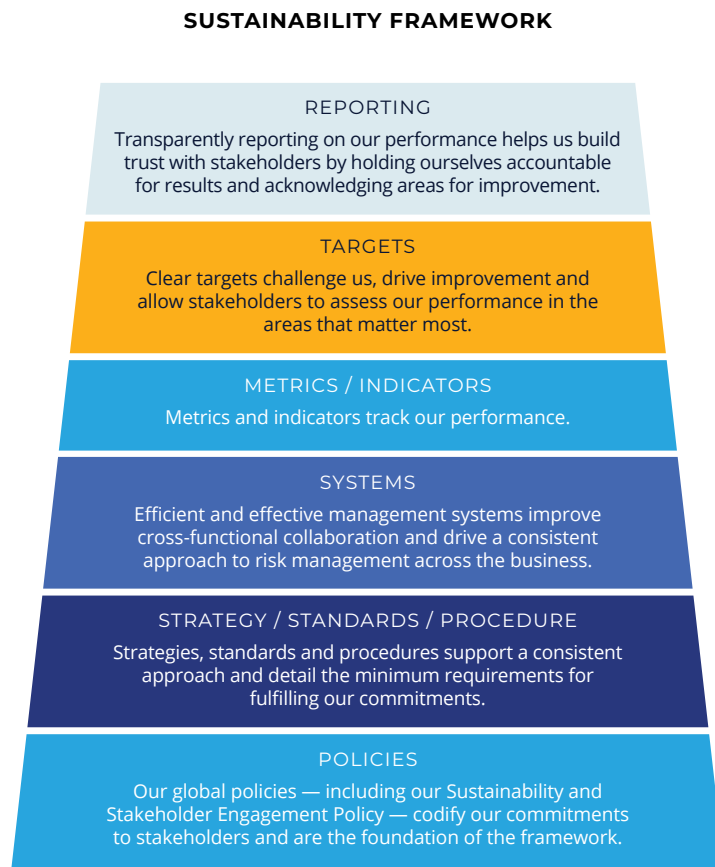 SUSTAINABILITY FRAMEWORK
REPORTING
Transparently reporting on our performance helps us build
trust with stakeholders by holding ourselves accountable
for results and acknowledging areas for improvement.
TARGETS
Clear targets challenge us, drive improvement and
allow stakeholders to assess our performance in the
areas that matter most.
METRICS / INDICATORS
Metrics and indicators track our performance.
SYSTEMS
Efficient and effective management systems improve
cross-functional collaboration and drive a consistent
approach to risk management across the business.
STRATEGY / STANDARDS / PROCEDURE
Strategies, standards and procedures support a consistent
approach and detail the minimum requirements for
fulfilling our commitments.
POLICIES
Our global policies — including our Sustainability and
Stakeholder Engagement Policy — codify our commitments
to stakeholders and are the foundation of the framework.